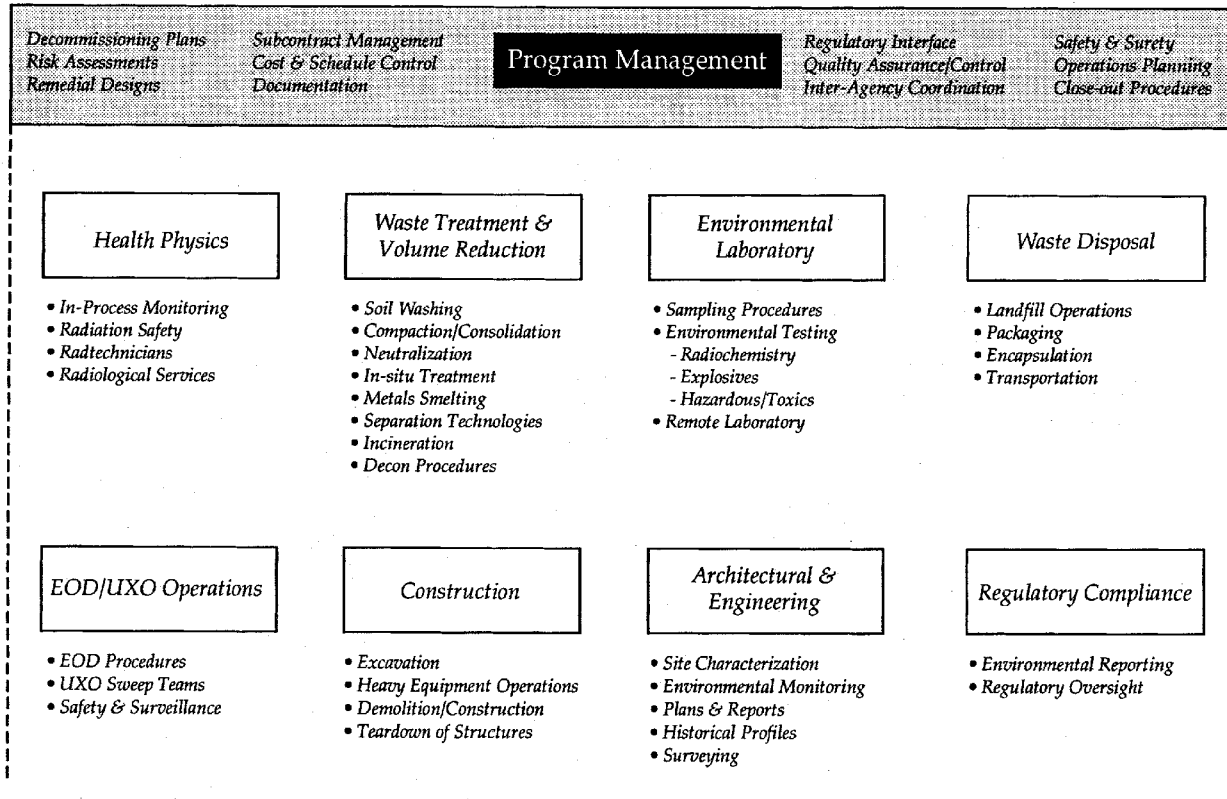 Decommissioning Plans
Risk Assessments
Remedial Designs
Subcontract Management
Cost & Schedule Control
Documentation
Program Management
Regulatory Interface
Quality Assurance/Control
Inter-Agency Coordination
Safety & Surety
Operations Planning
Close-out Procedures
Health Physics
• In-Process Monitoring
• Radiation Safety
• Radtechnicians
• Radiological Services
Waste Treatment &
Volume Reduction
• Soil Washing
• Compaction/Consolidation
• Neutralization
• In-situ Treatment
• Metals Smelting
• Separation Technologies
• Incineration
• Decon Procedures
Environmental
Laboratory
• Sampling Procedures
• Environmental Testing
- Radiochemistry
- Explosives
- Hazardous/Toxics
• Remote Laboratory
Waste Disposal
• Landfill Operations
• Packaging
• Encapsulation
• Transportation
EOD/UXO Operations
• EOD Procedures
• UXO Sweep Teams
• Safety & Surveillance
Construction
• Excavation
• Heavy Equipment Operations
• Demolition/Construction
• Teardown of Structures
Architectural &
Engineering
• Site Characterization
• Environmental Monitoring
• Plans & Reports
• Historical Profiles
• Surveying
Regulatory Compliance
• Environmental Reporting
• Regulatory Oversight